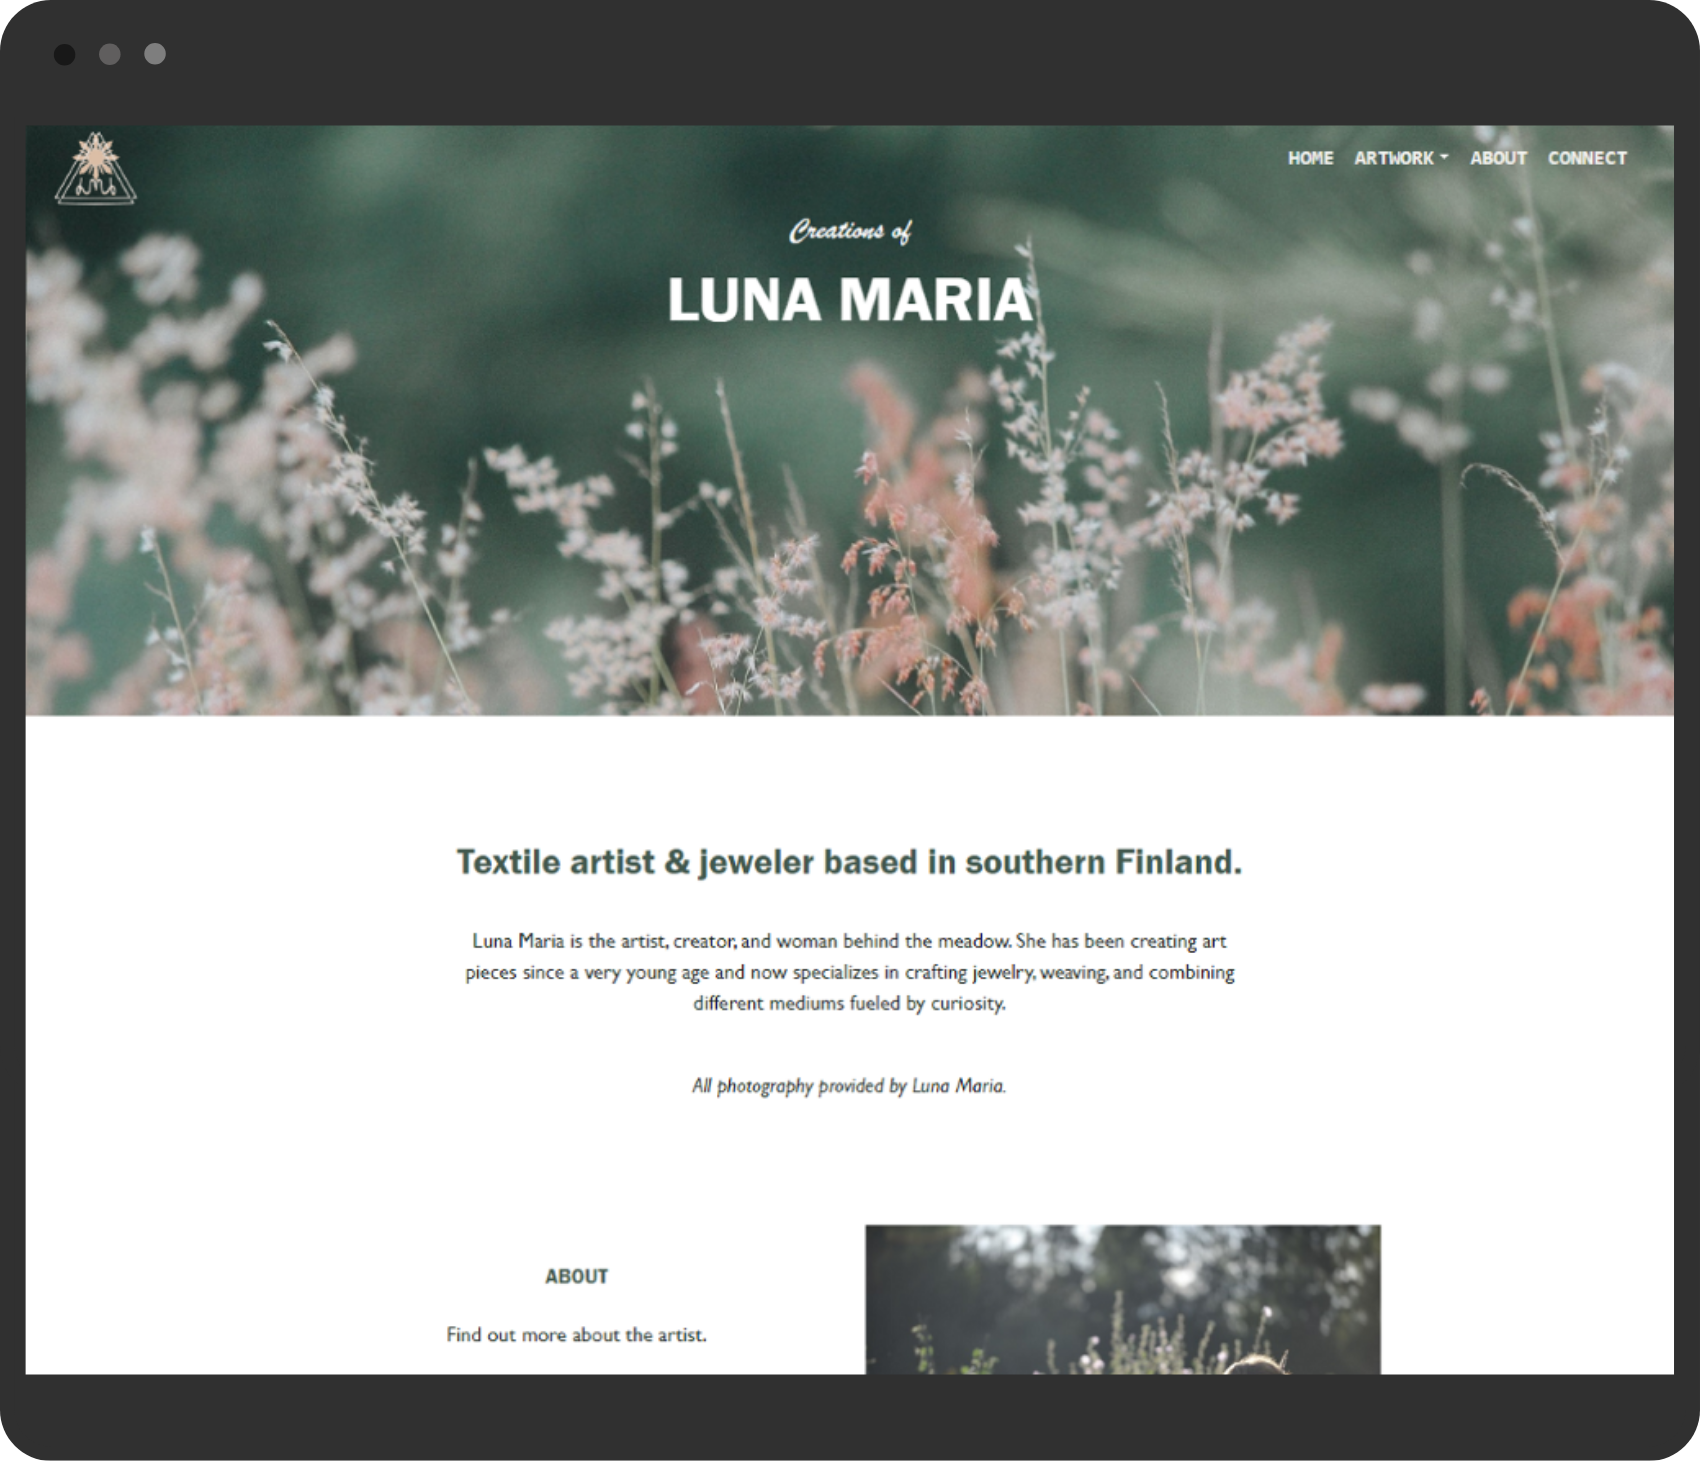 HOME ARTWORK ABOUT CONNECT
Creations of
LUNA MARIA
Textile artist & jeweler based in southern Finland.
Luna Maria is the artist, creator, and woman behind the meadow. She has been creating art
pieces since a very young age and now specializes in crafting jewelry, weaving, and combining
different mediums fueled by curiosity.
All photography provided by Luna Maria.
ABOUT
Find out more about the artist.